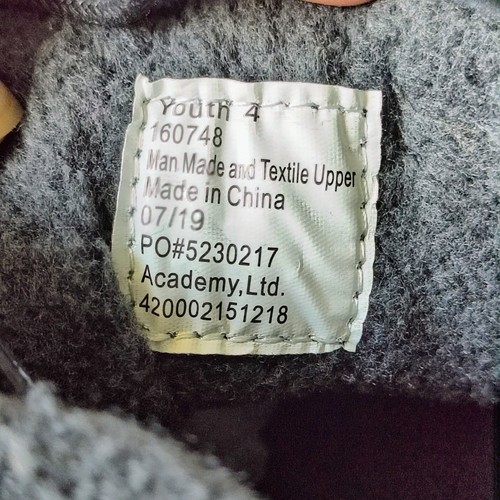 Youth 4
160748
Man Made and Textile Upper
Made in China
07/19
PO#5230217
Academy,Ltd.
420002151218